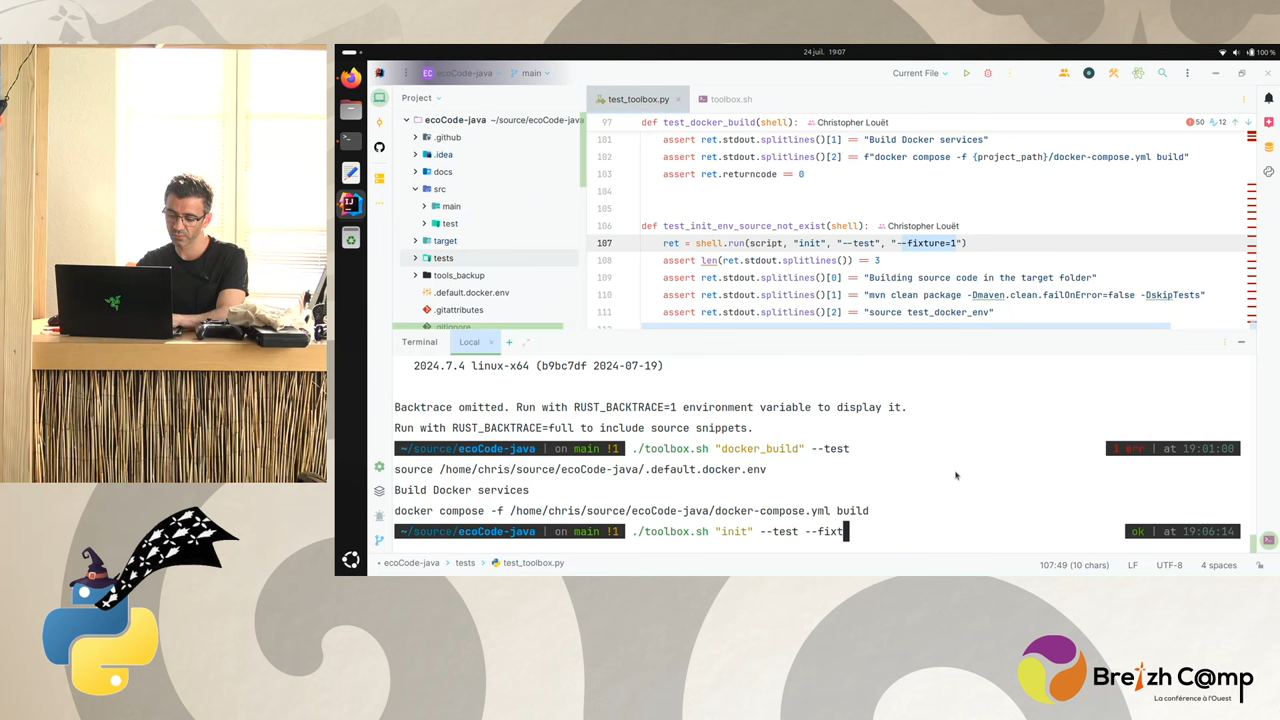 24 juil. 19:07
100 %
EC ecoCode-java main
Current File
Project
test_toolbox.py
toolbox.sh
ecoCode-java ~/source/ecoCode-java
.github
.idea
docs
src
main
test
target
tests
tools_backup
.default.docker.env
.gitattributes
.gitignore
97 def test_docker_build(shell): Christopher Louët
50 12
101 assert ret.stdout.splitlines()[1] == "Build Docker services"
102 assert ret.stdout.splitlines()[2] == f"docker compose -f {project_path}/docker-compose.yml build"
103 assert ret.returncode == 0
104
105
106 def test_init_env_source_not_exist(shell): Christopher Louët
107 ret = shell.run(script, "init", "--test", "--fixture=1")
108 assert len(ret.stdout.splitlines()) == 3
109 assert ret.stdout.splitlines()[0] == "Building source code in the target folder"
110 assert ret.stdout.splitlines()[1] == "mvn clean package -Dmaven.clean.failOnError=false -DskipTests"
111 assert ret.stdout.splitlines()[2] == "source test_docker_env"
Terminal Local
2024.7.4 linux-x64 (b9bc7df 2024-07-19)
Backtrace omitted. Run with RUST_BACKTRACE=1 environment variable to display it.
Run with RUST_BACKTRACE=full to include source snippets.
~/source/ecoCode-java | on main !1 ./toolbox.sh "docker_build" --test 1 err | at 19:01:00
source /home/chris/source/ecoCode-java/.default.docker.env
Build Docker services
docker compose -f /home/chris/source/ecoCode-java/docker-compose.yml build
~/source/ecoCode-java | on main !1 ./toolbox.sh "init" --test --fixt ok | at 19:06:14
ecoCode-java > tests > test_toolbox.py
107:49 (10 chars) LF UTF-8 4 spaces
Breizh C@mp
La conférence à l'Ouest